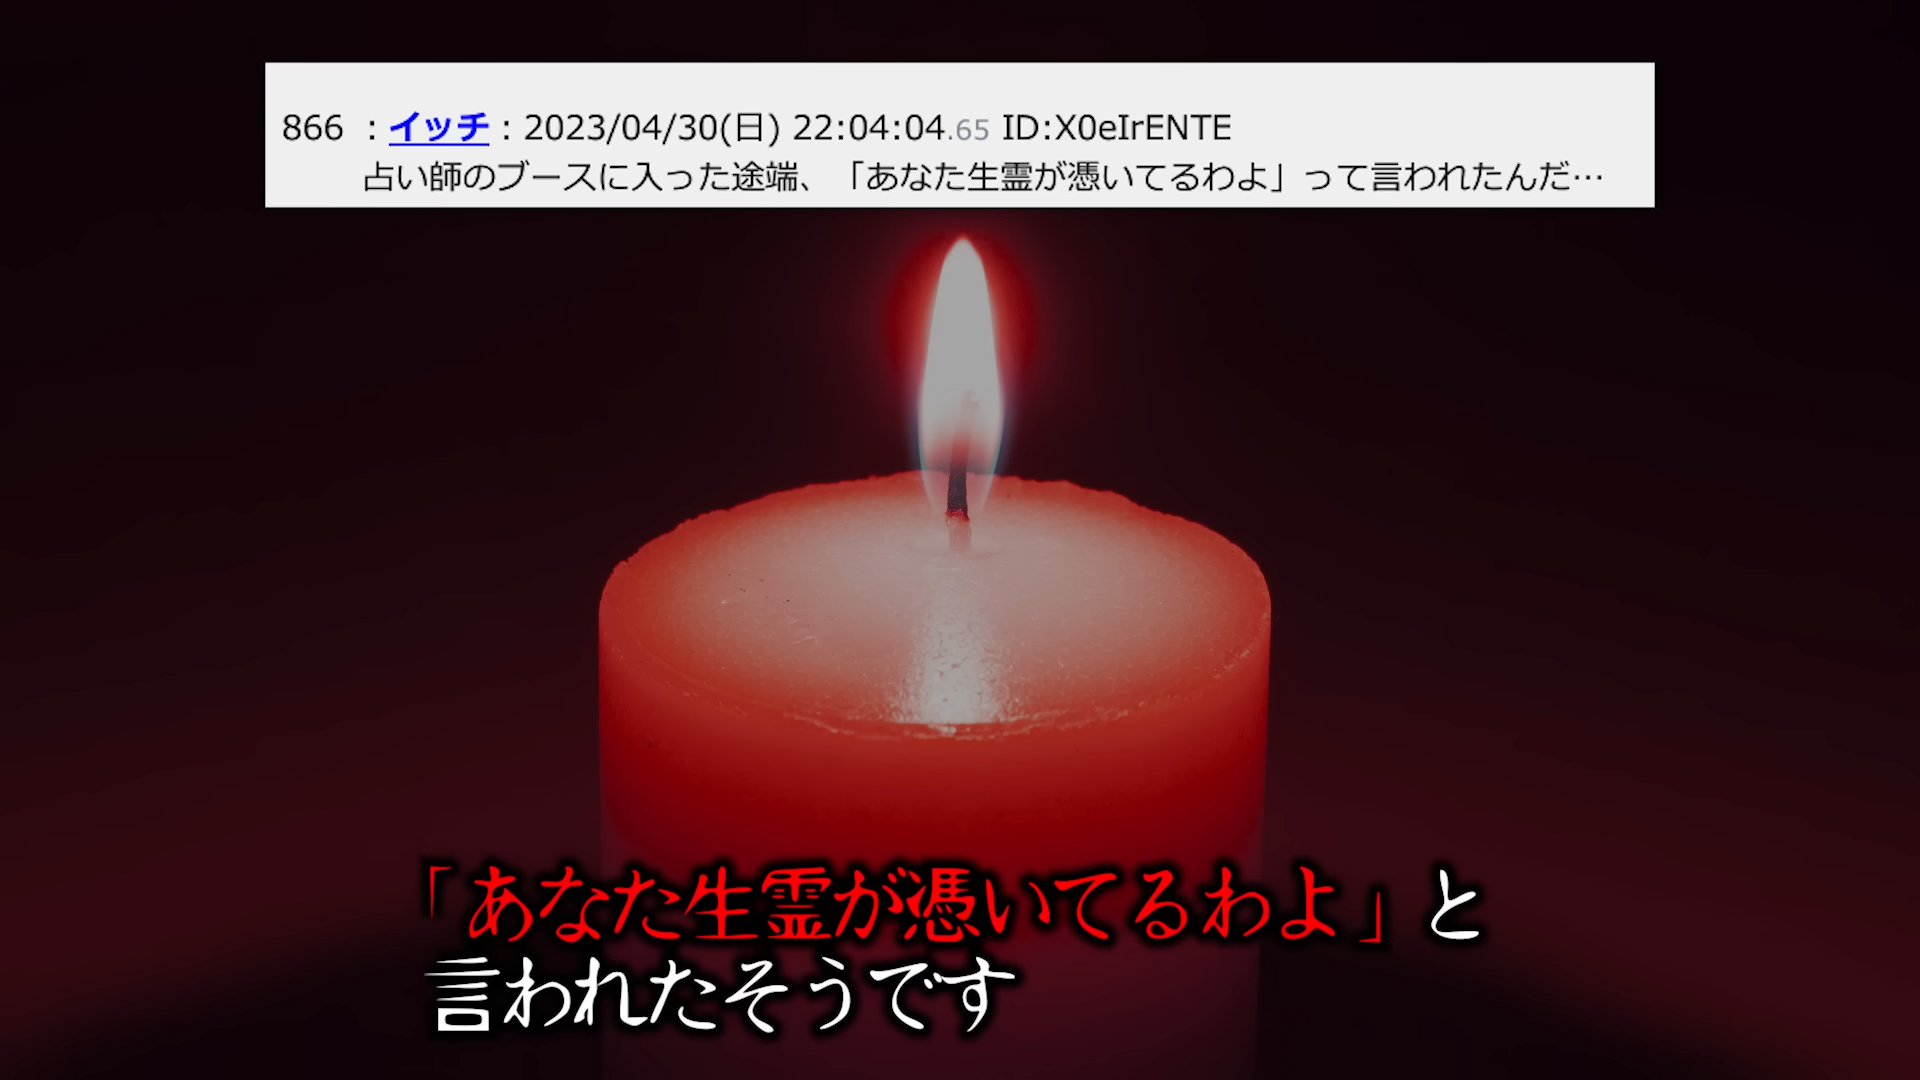 866 ：イッチ：2023/04/30(日) 22:04:04.65 ID:X0eIrENTE
占い師のブースに入った途端、「あなた生霊が憑いてるわよ」って言われたんだ…
「あなた生霊が憑いてるわよ」と
言われたそうです